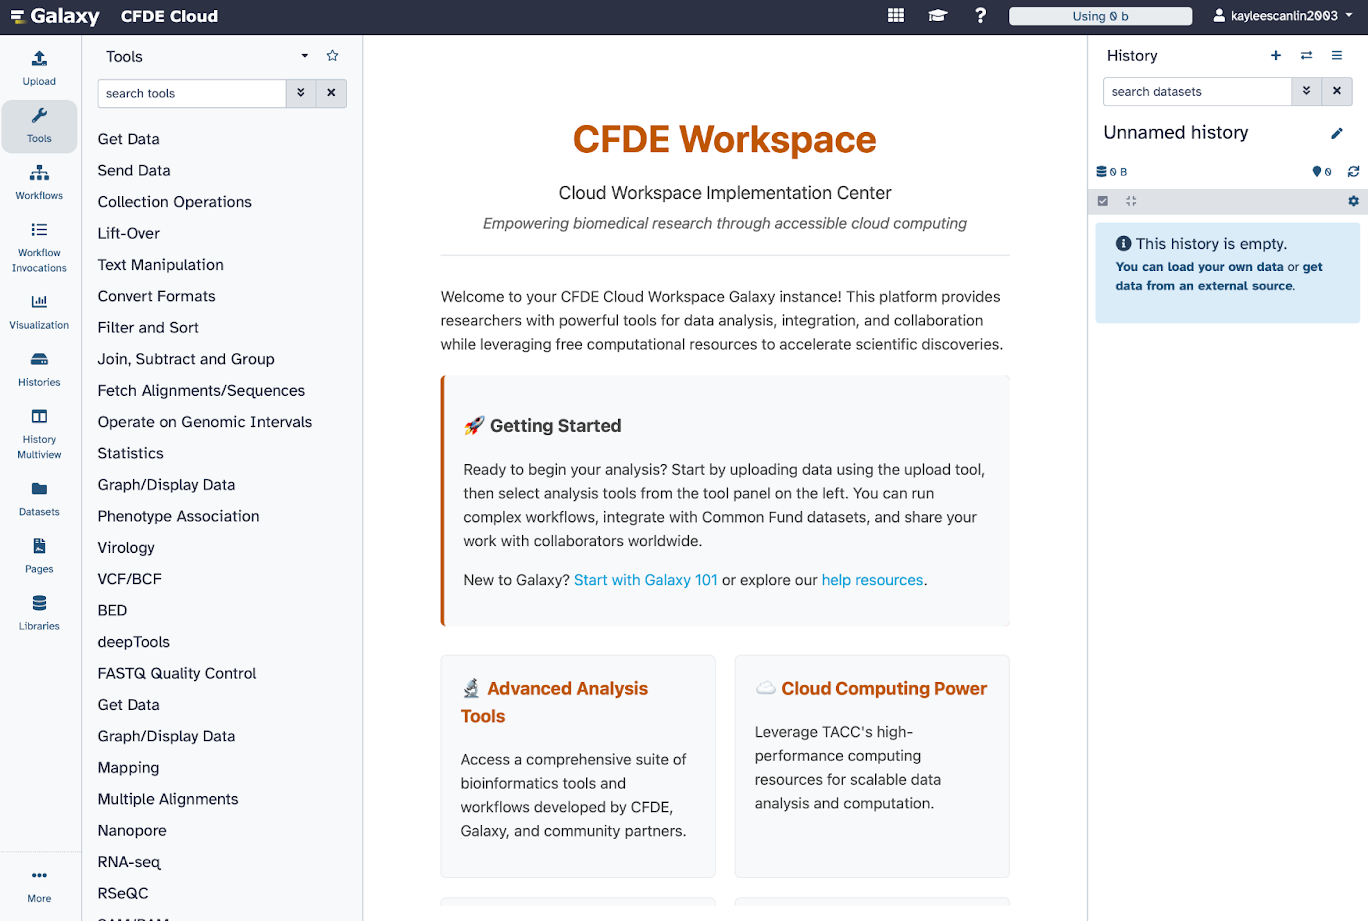 Galaxy CFDE Cloud Using 0 b kayleescanlin2003
Upload
Tools
Workflows
Workflow
Invocations
Visualization
Histories
History
Multiview
Datasets
Pages
Libraries
More
Tools
search tools
Get Data
Send Data
Collection Operations
Lift-Over
Text Manipulation
Convert Formats
Filter and Sort
Join, Subtract and Group
Fetch Alignments/Sequences
Operate on Genomic Intervals
Statistics
Graph/Display Data
Phenotype Association
Virology
VCF/BCF
BED
deepTools
FASTQ Quality Control
Get Data
Graph/Display Data
Mapping
Multiple Alignments
Nanopore
RNA-seq
RSeQC
CFDE Workspace
Cloud Workspace Implementation Center
Empowering biomedical research through accessible cloud computing
Welcome to your CFDE Cloud Workspace Galaxy instance! This platform provides
researchers with powerful tools for data analysis, integration, and collaboration
while leveraging free computational resources to accelerate scientific discoveries.
🚀 Getting Started
Ready to begin your analysis? Start by uploading data using the upload tool,
then select analysis tools from the tool panel on the left. You can run
complex workflows, integrate with Common Fund datasets, and share your
work with collaborators worldwide.
New to Galaxy? Start with Galaxy 101 or explore our help resources.
🔬 Advanced Analysis
Tools
Access a comprehensive suite of
bioinformatics tools and
workflows developed by CFDE,
Galaxy, and community partners.
☁️ Cloud Computing Power
Leverage TACC's high-
performance computing
resources for scalable data
analysis and computation.
History
search datasets
Unnamed history
0 B 0
This history is empty.
You can load your own data or get
data from an external source.